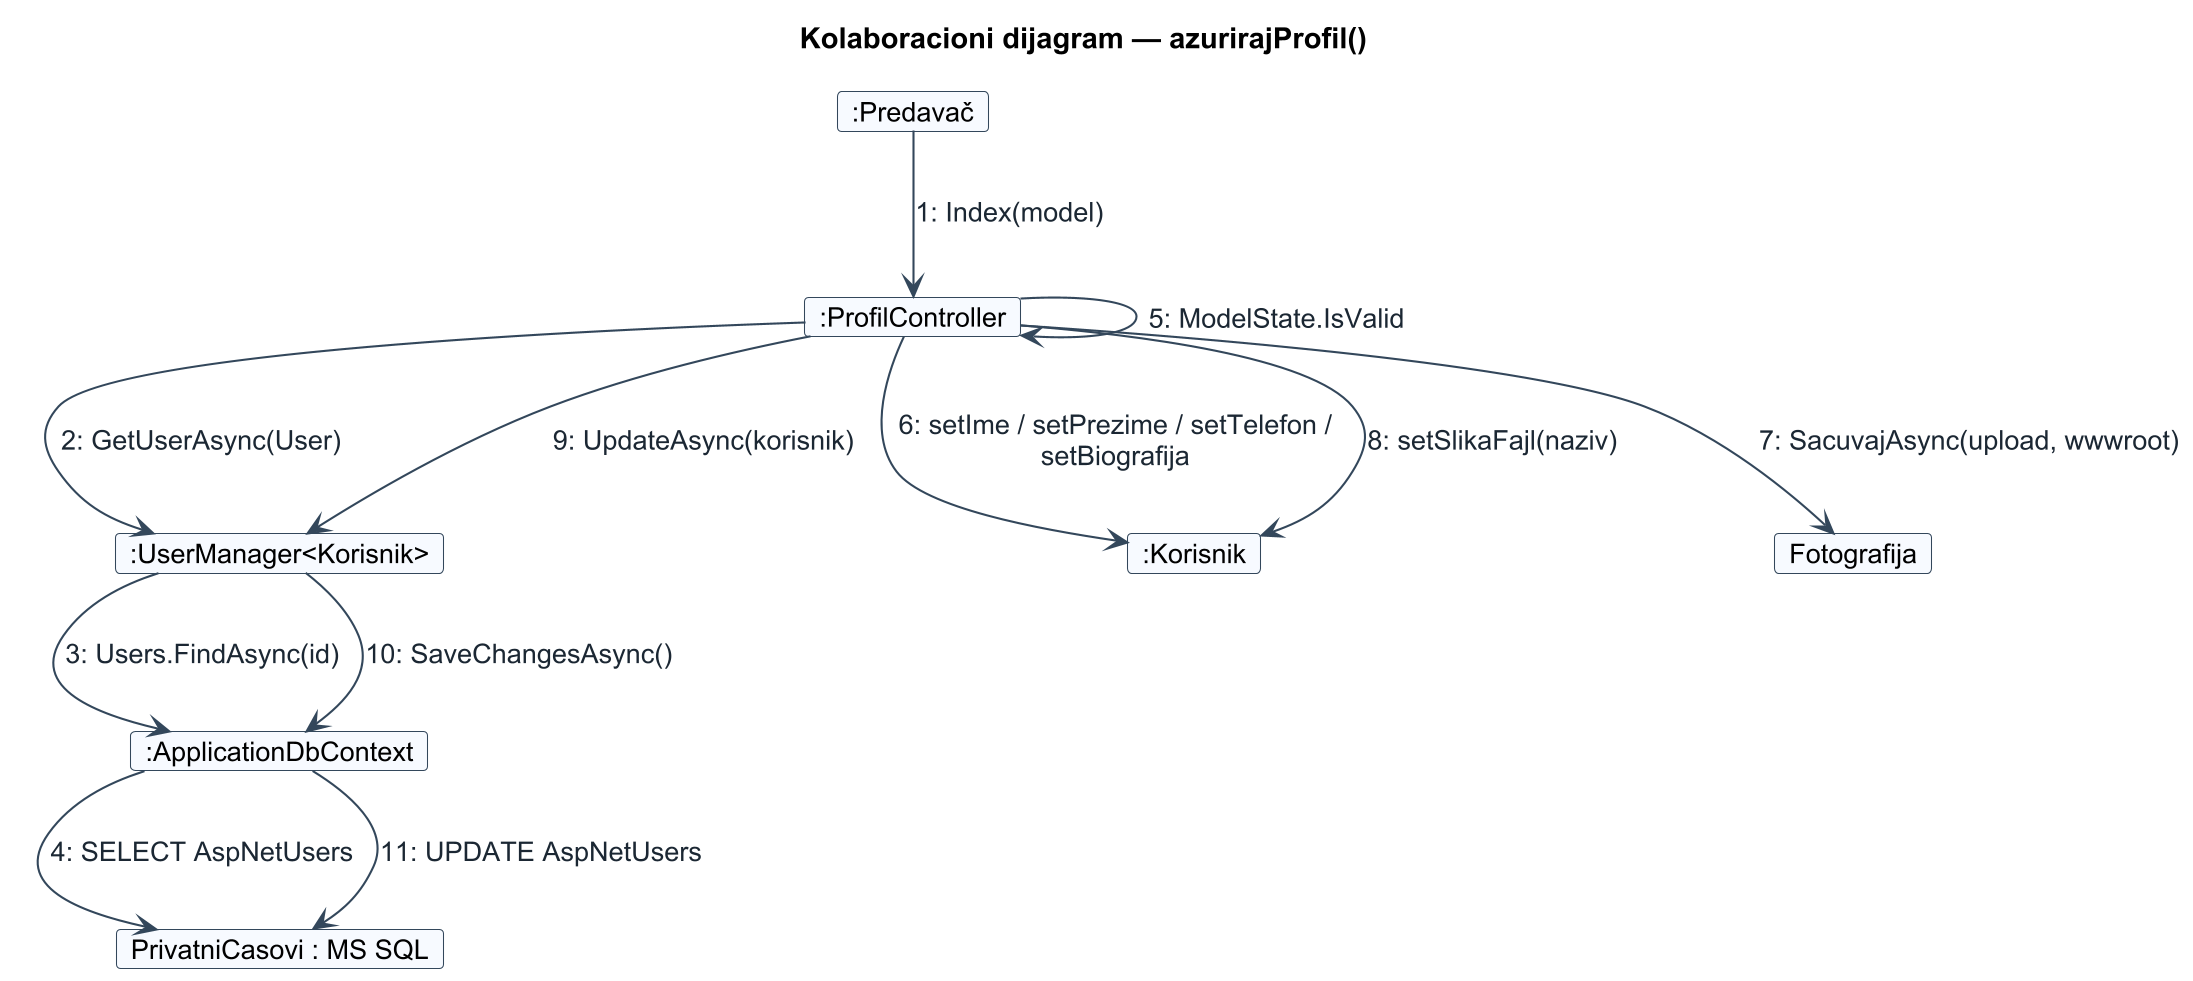 Kolaboracioni dijagram — azurirajProfil()
:Predavač
1: Index(model)
:ProfilController
5: ModelState.IsValid
2: GetUserAsync(User)
9: UpdateAsync(korisnik)
6: setIme / setPrezime / setTelefon /
setBiografija
8: setSlikaFajl(naziv)
7: SacuvajAsync(upload, wwwroot)
:UserManager<Korisnik>
:Korisnik
Fotografija
3: Users.FindAsync(id)
10: SaveChangesAsync()
:ApplicationDbContext
4: SELECT AspNetUsers
11: UPDATE AspNetUsers
PrivatniCasovi : MS SQL